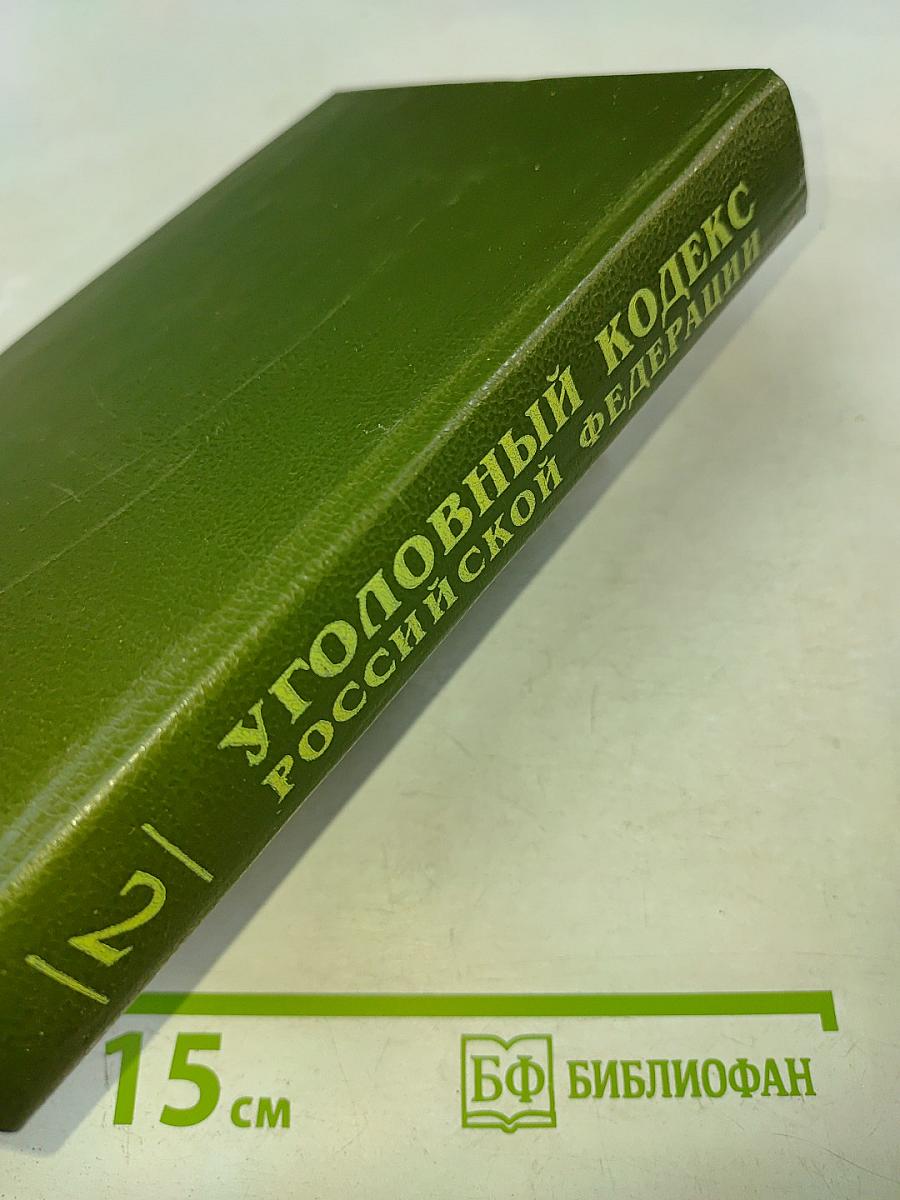 УГОЛОВНЫЙ КОДЕКС
РОССИЙСКОЙ ФЕДЕРАЦИИ
2
15 см
БФ БИБЛИОФАН